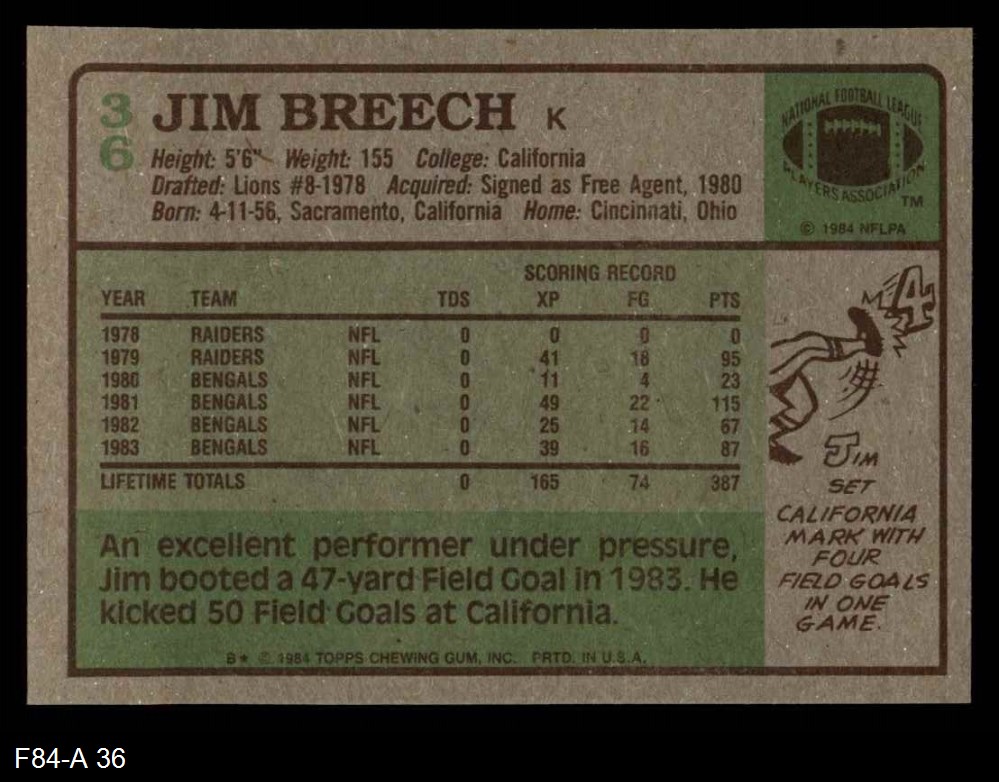 36 JIM BREECH K
Height: 5'6" Weight: 155 College: California
Drafted: Lions #8-1978 Acquired: Signed as Free Agent, 1980
Born: 4-11-56, Sacramento, California Home: Cincinnati, Ohio
NATIONAL FOOTBALL LEAGUE
PLAYERS ASSOCIATION
TM
© 1984 NFLPA
SCORING RECORD
YEAR TEAM TDS XP FG PTS
1978 RAIDERS NFL 0 0 0 0
1979 RAIDERS NFL 0 41 18 95
1980 BENGALS NFL 0 11 4 23
1981 BENGALS NFL 0 49 22 115
1982 BENGALS NFL 0 25 14 67
1983 BENGALS NFL 0 39 16 87
LIFETIME TOTALS 0 165 74 387
An excellent performer under pressure,
Jim booted a 47-yard Field Goal in 1983. He
kicked 50 Field Goals at California.
B* © 1984 TOPPS CHEWING GUM, INC. PRTD. IN U.S.A.
4
JIM
SET
CALIFORNIA
MARK WITH
FOUR
FIELD GOALS
IN ONE
GAME.
F84-A 36